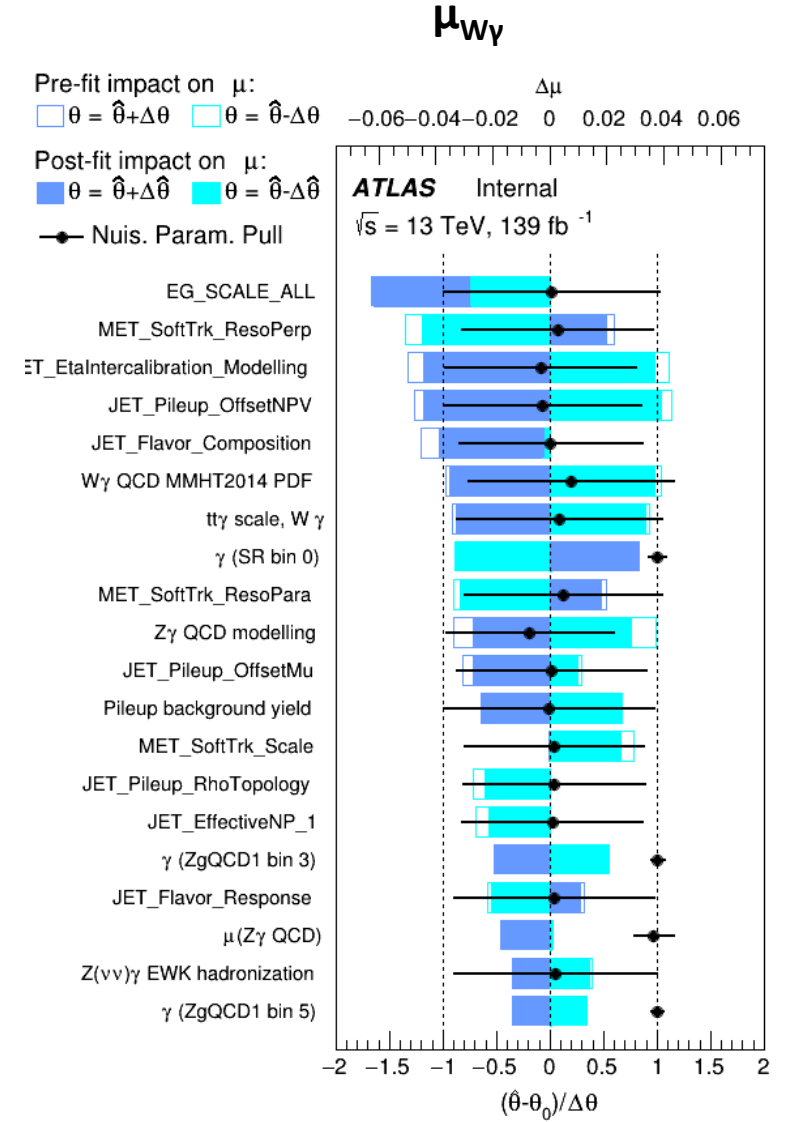 μWγ
Pre-fit impact on μ:
θ = θ̂+Δθ θ = θ̂-Δθ
Post-fit impact on μ:
θ = θ̂+Δθ̂ θ = θ̂-Δθ̂
Nuis. Param. Pull
Δμ
−0.06 −0.04 −0.02 0 0.02 0.04 0.06
ATLAS Internal
√s = 13 TeV, 139 fb -1
EG_SCALE_ALL
MET_SoftTrk_ResoPerp
ET_EtaIntercalibration_Modelling
JET_Pileup_OffsetNPV
JET_Flavor_Composition
Wγ QCD MMHT2014 PDF
ttγ scale, W γ
γ (SR bin 0)
MET_SoftTrk_ResoPara
Zγ QCD modelling
JET_Pileup_OffsetMu
Pileup background yield
MET_SoftTrk_Scale
JET_Pileup_RhoTopology
JET_EffectiveNP_1
γ (ZgQCD1 bin 3)
JET_Flavor_Response
μ(Zγ QCD)
Z(νν)γ EWK hadronization
γ (ZgQCD1 bin 5)
−2 −1.5 −1 −0.5 0 0.5 1 1.5 2
(θ̂-θ0)/Δθ